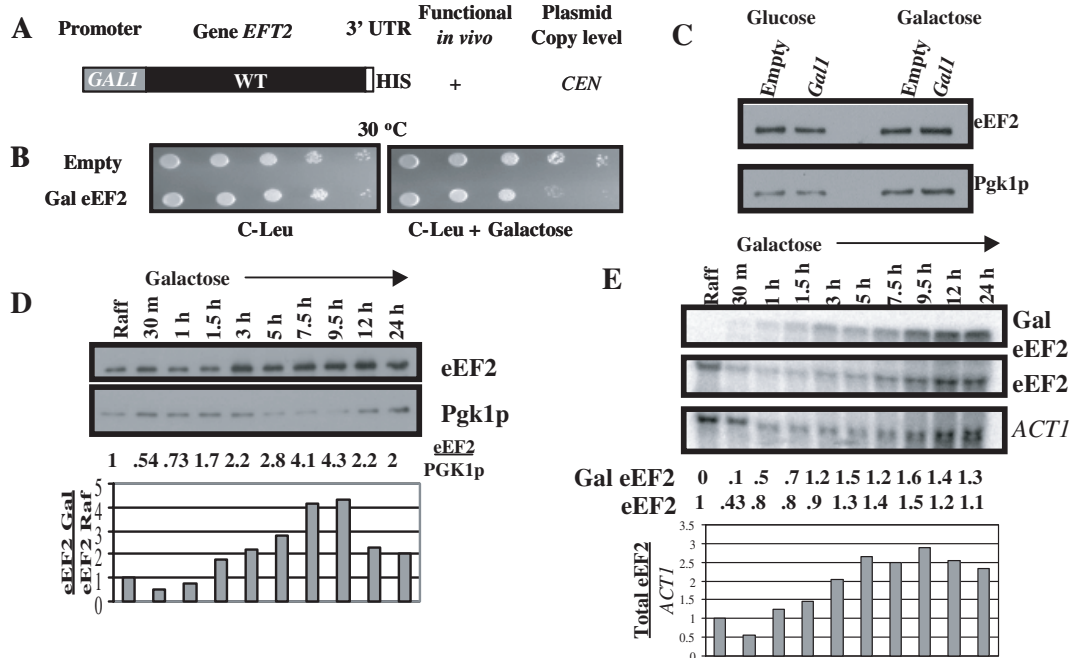 A
Promoter Gene EFT2 3’ UTR Functional in vivo Plasmid Copy level
GAL1 WT HIS + CEN
B
30 °C
Empty
Gal eEF2
C-Leu C-Leu + Galactose
C
Glucose Galactose
Empty Gal1 Empty Gal1
eEF2
Pgk1p
D
Galactose
Raff 30 m 1 h 1.5 h 3 h 5 h 7.5 h 9.5 h 12 h 24 h
eEF2
Pgk1p
1 .54 .73 1.7 2.2 2.8 4.1 4.3 2.2 2 eEF2
PGK1p
eEF2 Gal
eEF2 Raf
5
4
3
2
1
0
E
Galactose
Raff 30 m 1 h 1.5 h 3 h 5 h 7.5 h 9.5 h 12 h 24 h
Gal
eEF2
eEF2
ACT1
Gal eEF2 0 .1 .5 .7 1.2 1.5 1.2 1.6 1.4 1.3
eEF2 1 .43 .8 .8 .9 1.3 1.4 1.5 1.2 1.1
Total eEF2
ACT1
3.5
3
2.5
2
1.5
1
0.5
0